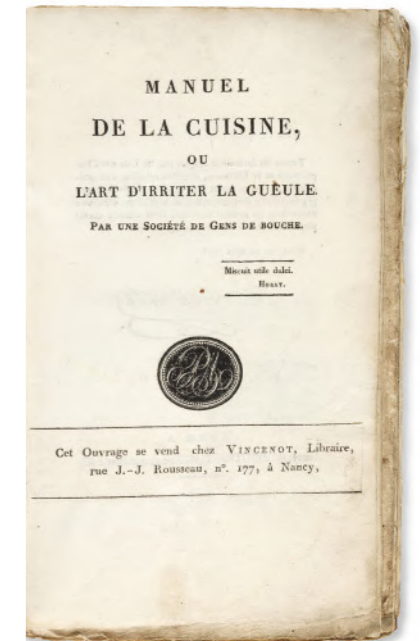 MANUEL
DE LA CUISINE,
OU
L'ART D'IRRITER LA GUEULE.
PAR UNE SOCIÉTÉ DE GENS DE BOUCHE.
Miscuit utile dulci.
HORAT.
Cet Ouvrage se vend chez VINCENOT, Libraire,
rue J.-J. Rousseau, n°. 177, à Nancy,